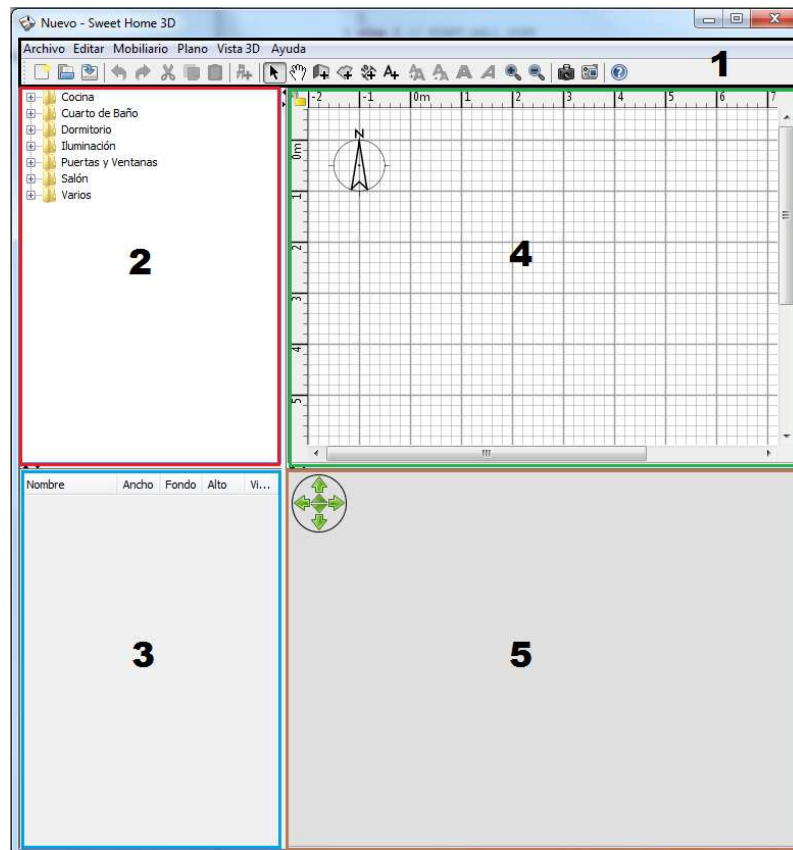 Nuevo - Sweet Home 3D
Archivo Editar Mobiliario Plano Vista 3D Ayuda
1
Cocina
Cuarto de Baño
Dormitorio
Iluminación
Puertas y Ventanas
Salón
Varios
2
-2 -1 0m 1 2 3 4 5 6 7
N
0m
1
2
3
4
5
4
Nombre Ancho Fondo Alto Vi...
3
5